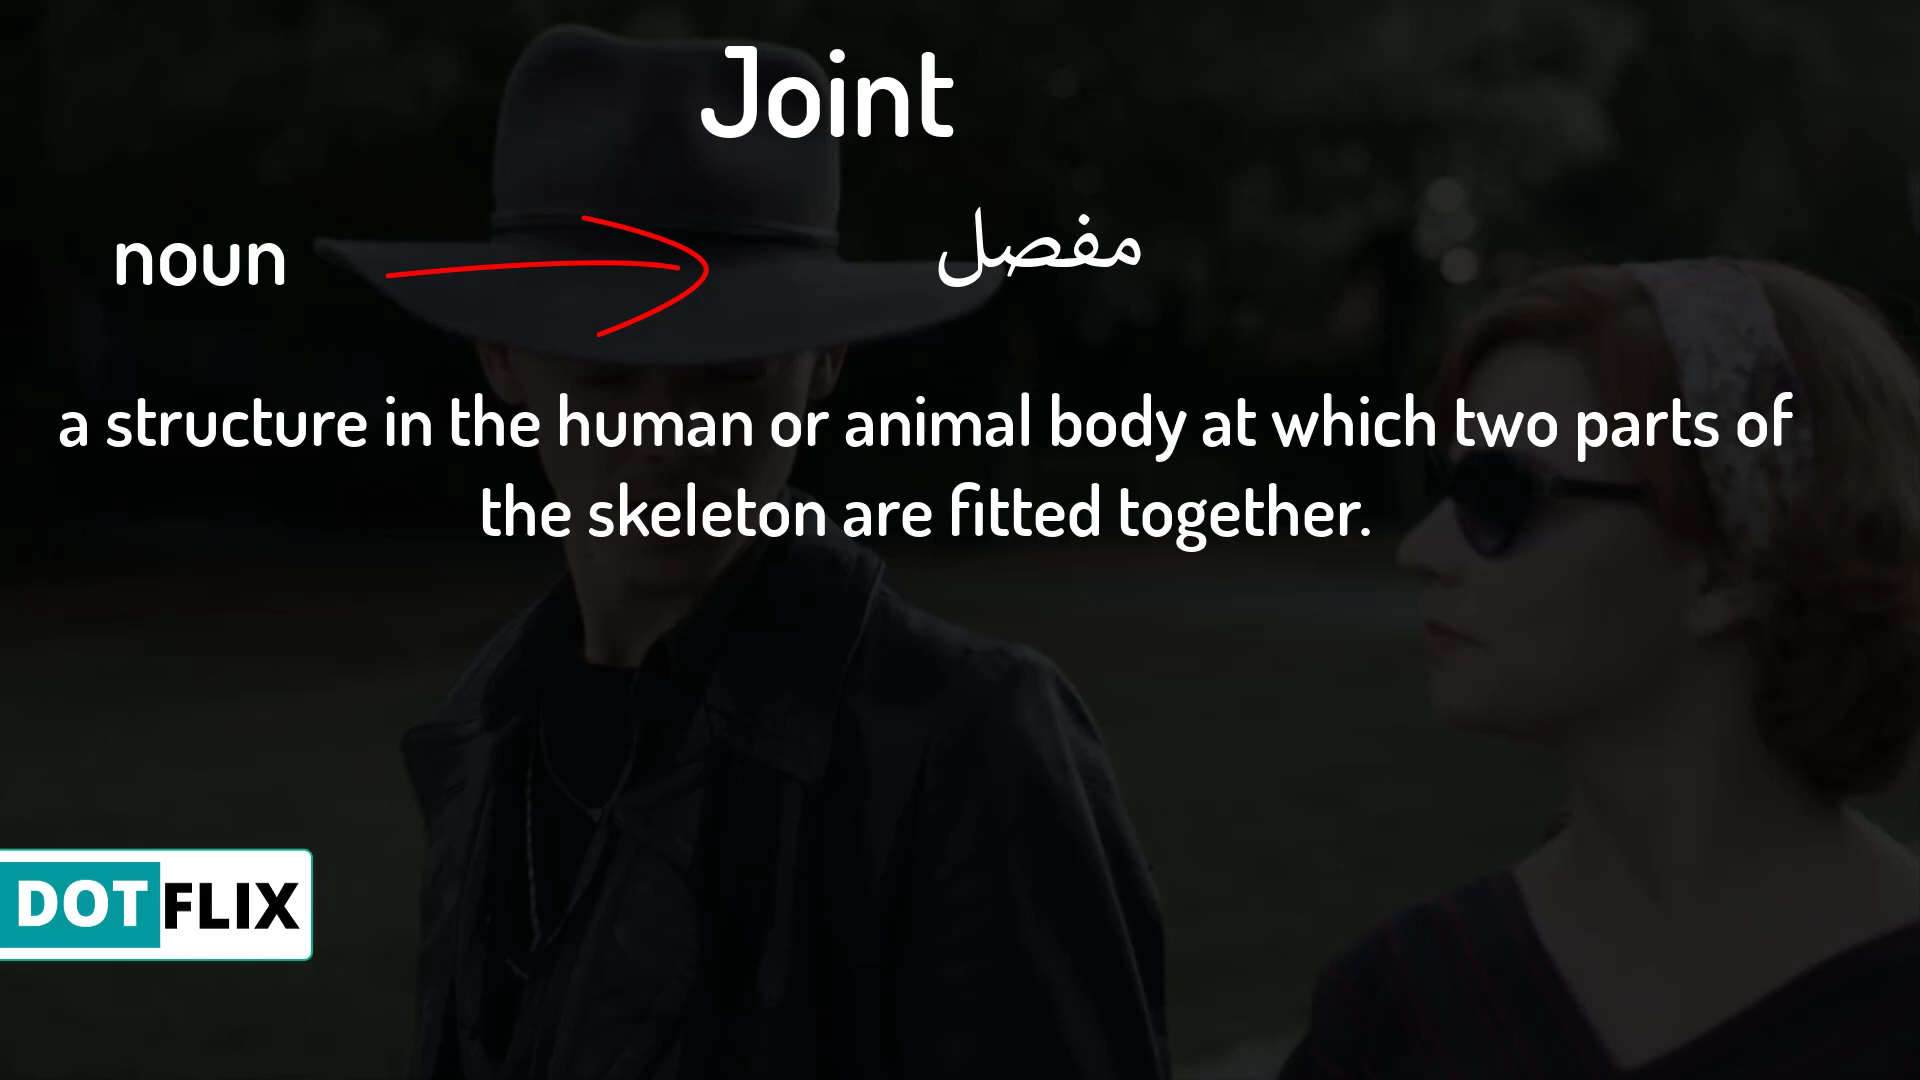 Joint
noun مفصل
a structure in the human or animal body at which two parts of
the skeleton are fitted together.
DOTFLIX